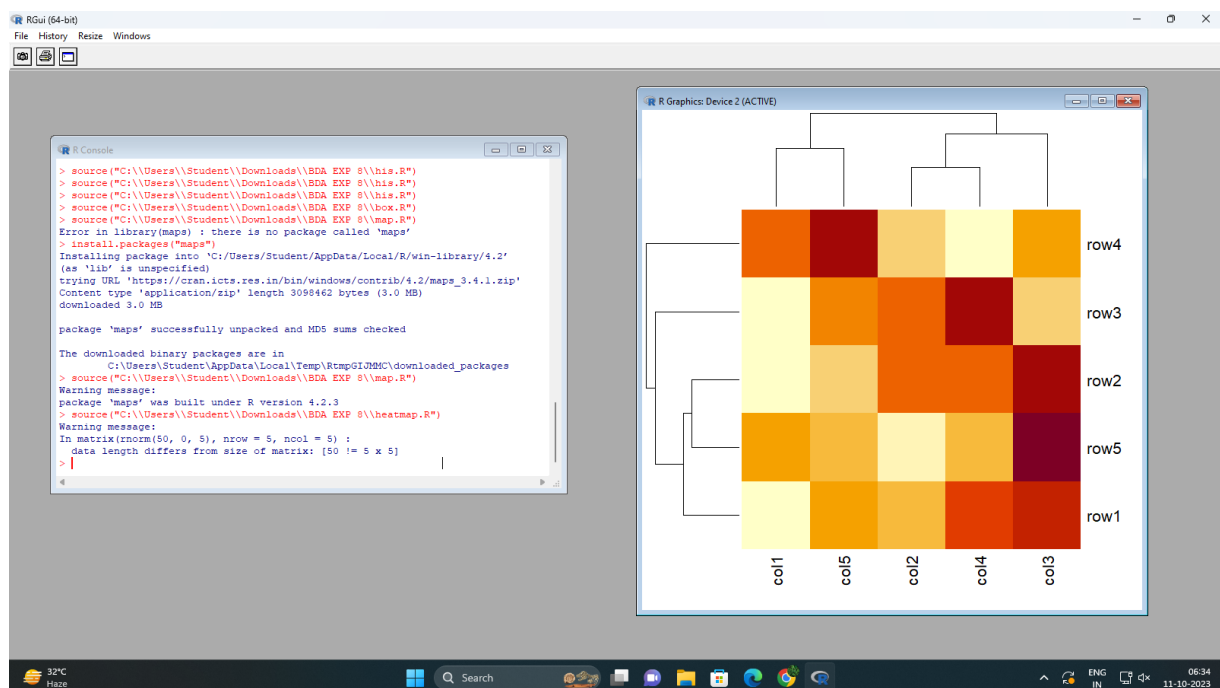 RGui (64-bit)
File History Resize Windows
R Graphics: Device 2 (ACTIVE)
R Console
> source("C:\\Users\\Student\\Downloads\\BDA EXP 8\\his.R")
> source("C:\\Users\\Student\\Downloads\\BDA EXP 8\\his.R")
> source("C:\\Users\\Student\\Downloads\\BDA EXP 8\\his.R")
> source("C:\\Users\\Student\\Downloads\\BDA EXP 8\\box.R")
> source("C:\\Users\\Student\\Downloads\\BDA EXP 8\\map.R")
Error in library(maps) : there is no package called ‘maps’
> install.packages("maps")
Installing package into ‘C:/Users/Student/AppData/Local/R/win-library/4.2’
(as ‘lib’ is unspecified)
trying URL 'https://cran.icts.res.in/bin/windows/contrib/4.2/maps_3.4.1.zip'
Content type 'application/zip' length 3098462 bytes (3.0 MB)
downloaded 3.0 MB
package ‘maps’ successfully unpacked and MD5 sums checked
The downloaded binary packages are in
C:\Users\Student\AppData\Local\Temp\RtmpGIJMMC\downloaded_packages
> source("C:\\Users\\Student\\Downloads\\BDA EXP 8\\map.R")
Warning message:
package ‘maps’ was built under R version 4.2.3
> source("C:\\Users\\Student\\Downloads\\BDA EXP 8\\heatmap.R")
Warning message:
In matrix(rnorm(50, 0, 5), nrow = 5, ncol = 5) :
data length differs from size of matrix: [50 != 5 x 5]
>
row4
row3
row2
row5
row1
col1 col5 col2 col4 col3
32°C
Haze
Search
ENG
IN
06:34
11-10-2023